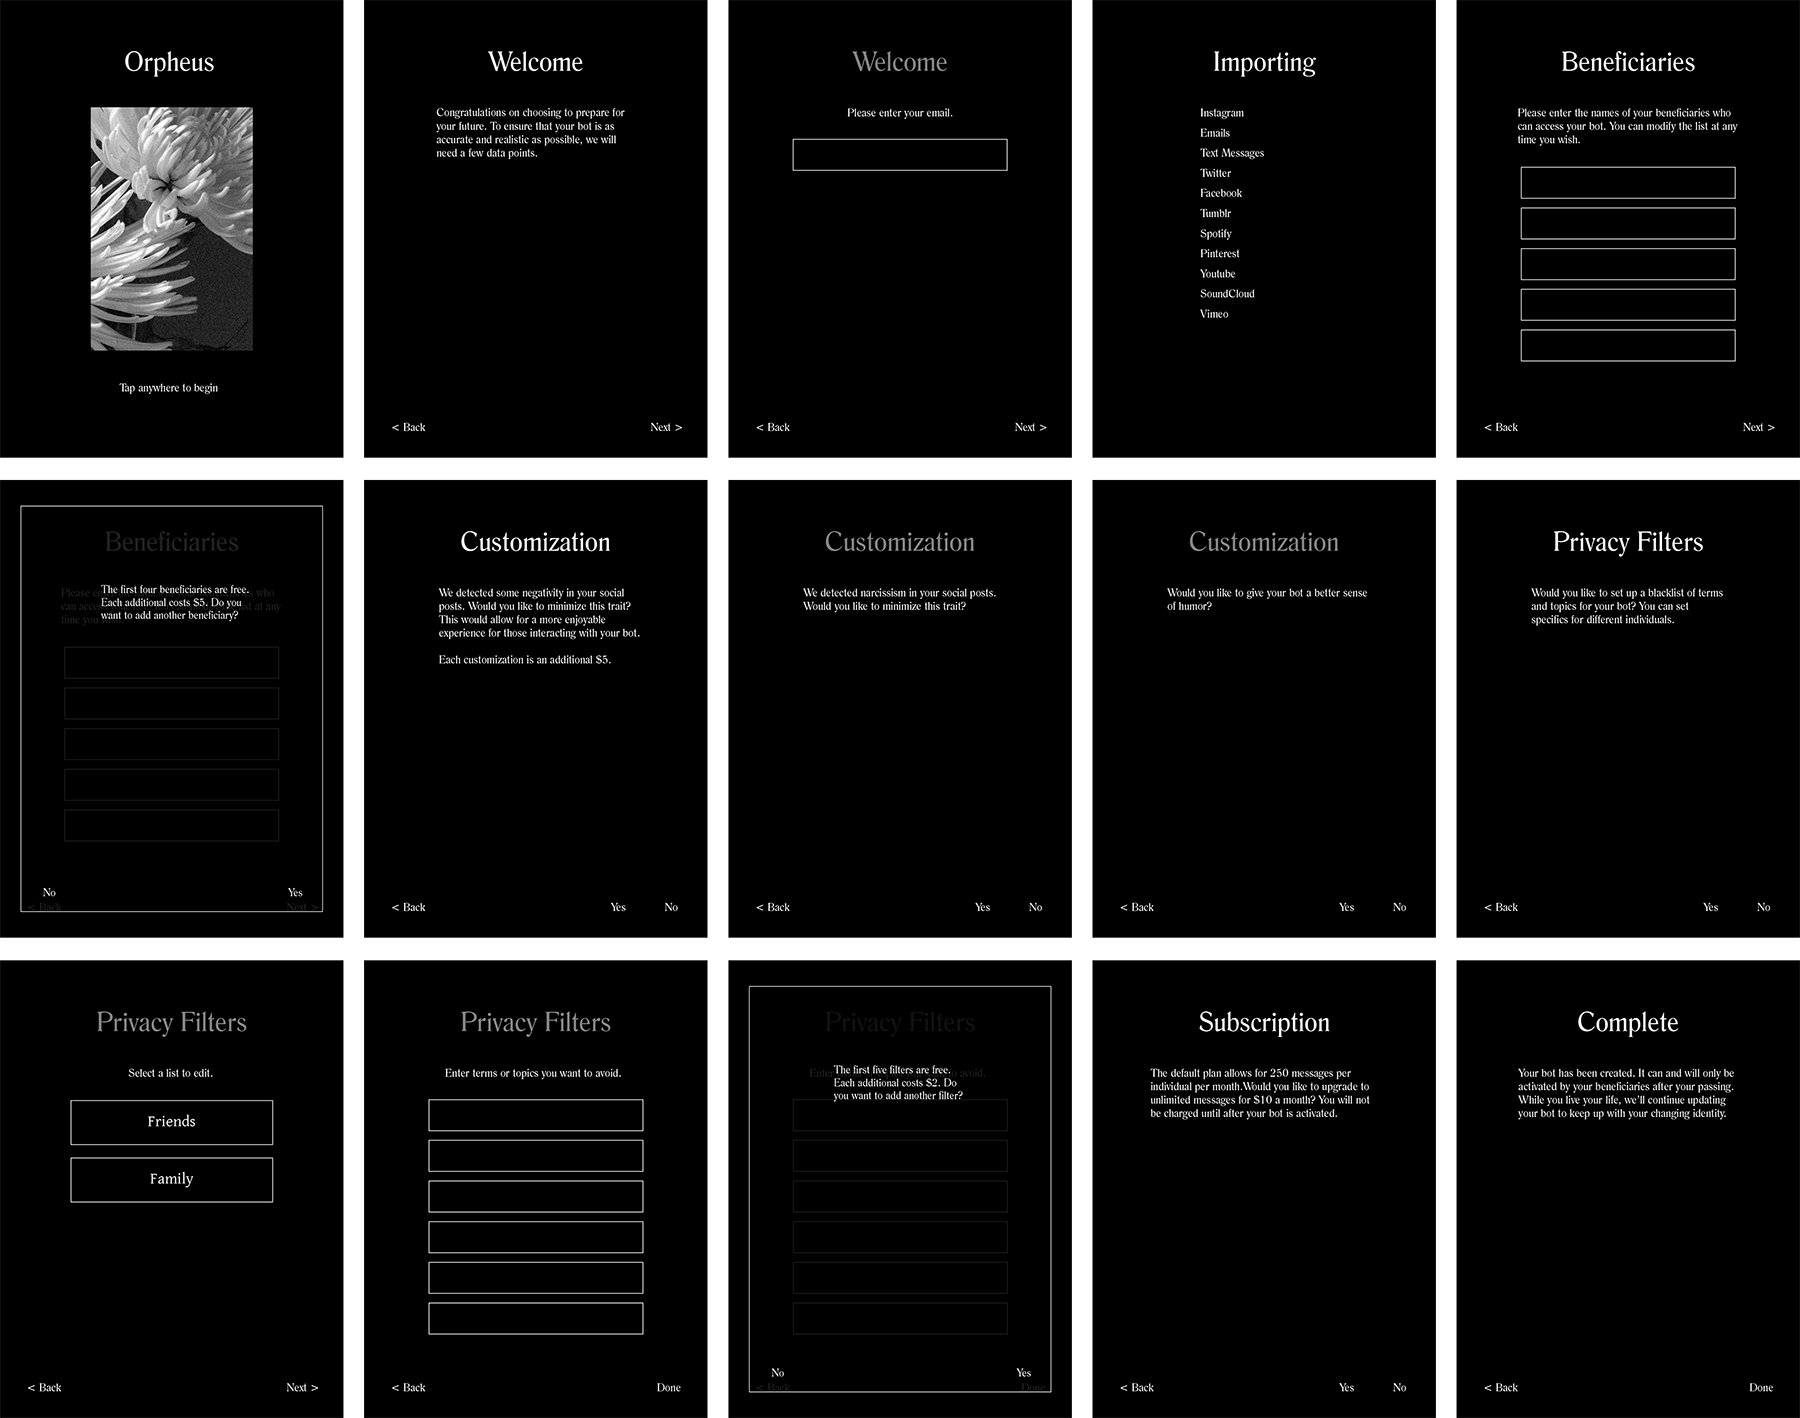 Orpheus
Tap anywhere to begin
Welcome
Congratulations on choosing to prepare for
your future. To ensure that your bot is as
accurate and realistic as possible, we will
need a few data points.
< Back
Next >
Welcome
Please enter your email.
< Back
Next >
Importing
Instagram
Emails
Text Messages
Twitter
Facebook
Tumblr
Spotify
Pinterest
Youtube
SoundCloud
Vimeo
Beneficiaries
Please enter the names of your beneficiaries who
can access your bot. You can modify the list at any
time you wish.
< Back
Next >
Beneficiaries
The first four beneficiaries are free.
Each additional costs $5. Do you
want to add another beneficiary?
No
Yes
< Back
Next >
Customization
We detected some negativity in your social
posts. Would you like to minimize this trait?
This would allow for a more enjoyable
experience for those interacting with your bot.
Each customization is an additional $5.
< Back
Yes
No
Customization
We detected narcissism in your social posts.
Would you like to minimize this trait?
< Back
Yes
No
Customization
Would you like to give your bot a better sense
of humor?
< Back
Yes
No
Privacy Filters
Would you like to set up a blacklist of terms
and topics for your bot? You can set
specifics for different individuals.
< Back
Yes
No
Privacy Filters
Select a list to edit.
Friends
Family
< Back
Next >
Privacy Filters
Enter terms or topics you want to avoid.
< Back
Done
Privacy Filters
The first five filters are free.
Each additional costs $2. Do
you want to add another filter?
No
Yes
< Back
Done
Subscription
The default plan allows for 250 messages per
individual per month.Would you like to upgrade to
unlimited messages for $10 a month? You will not
be charged until after your bot is activated.
< Back
Yes
No
Complete
Your bot has been created. It can and will only be
activated by your beneficiaries after your passing.
While you live your life, we'll continue updating
your bot to keep up with your changing identity.
< Back
Done